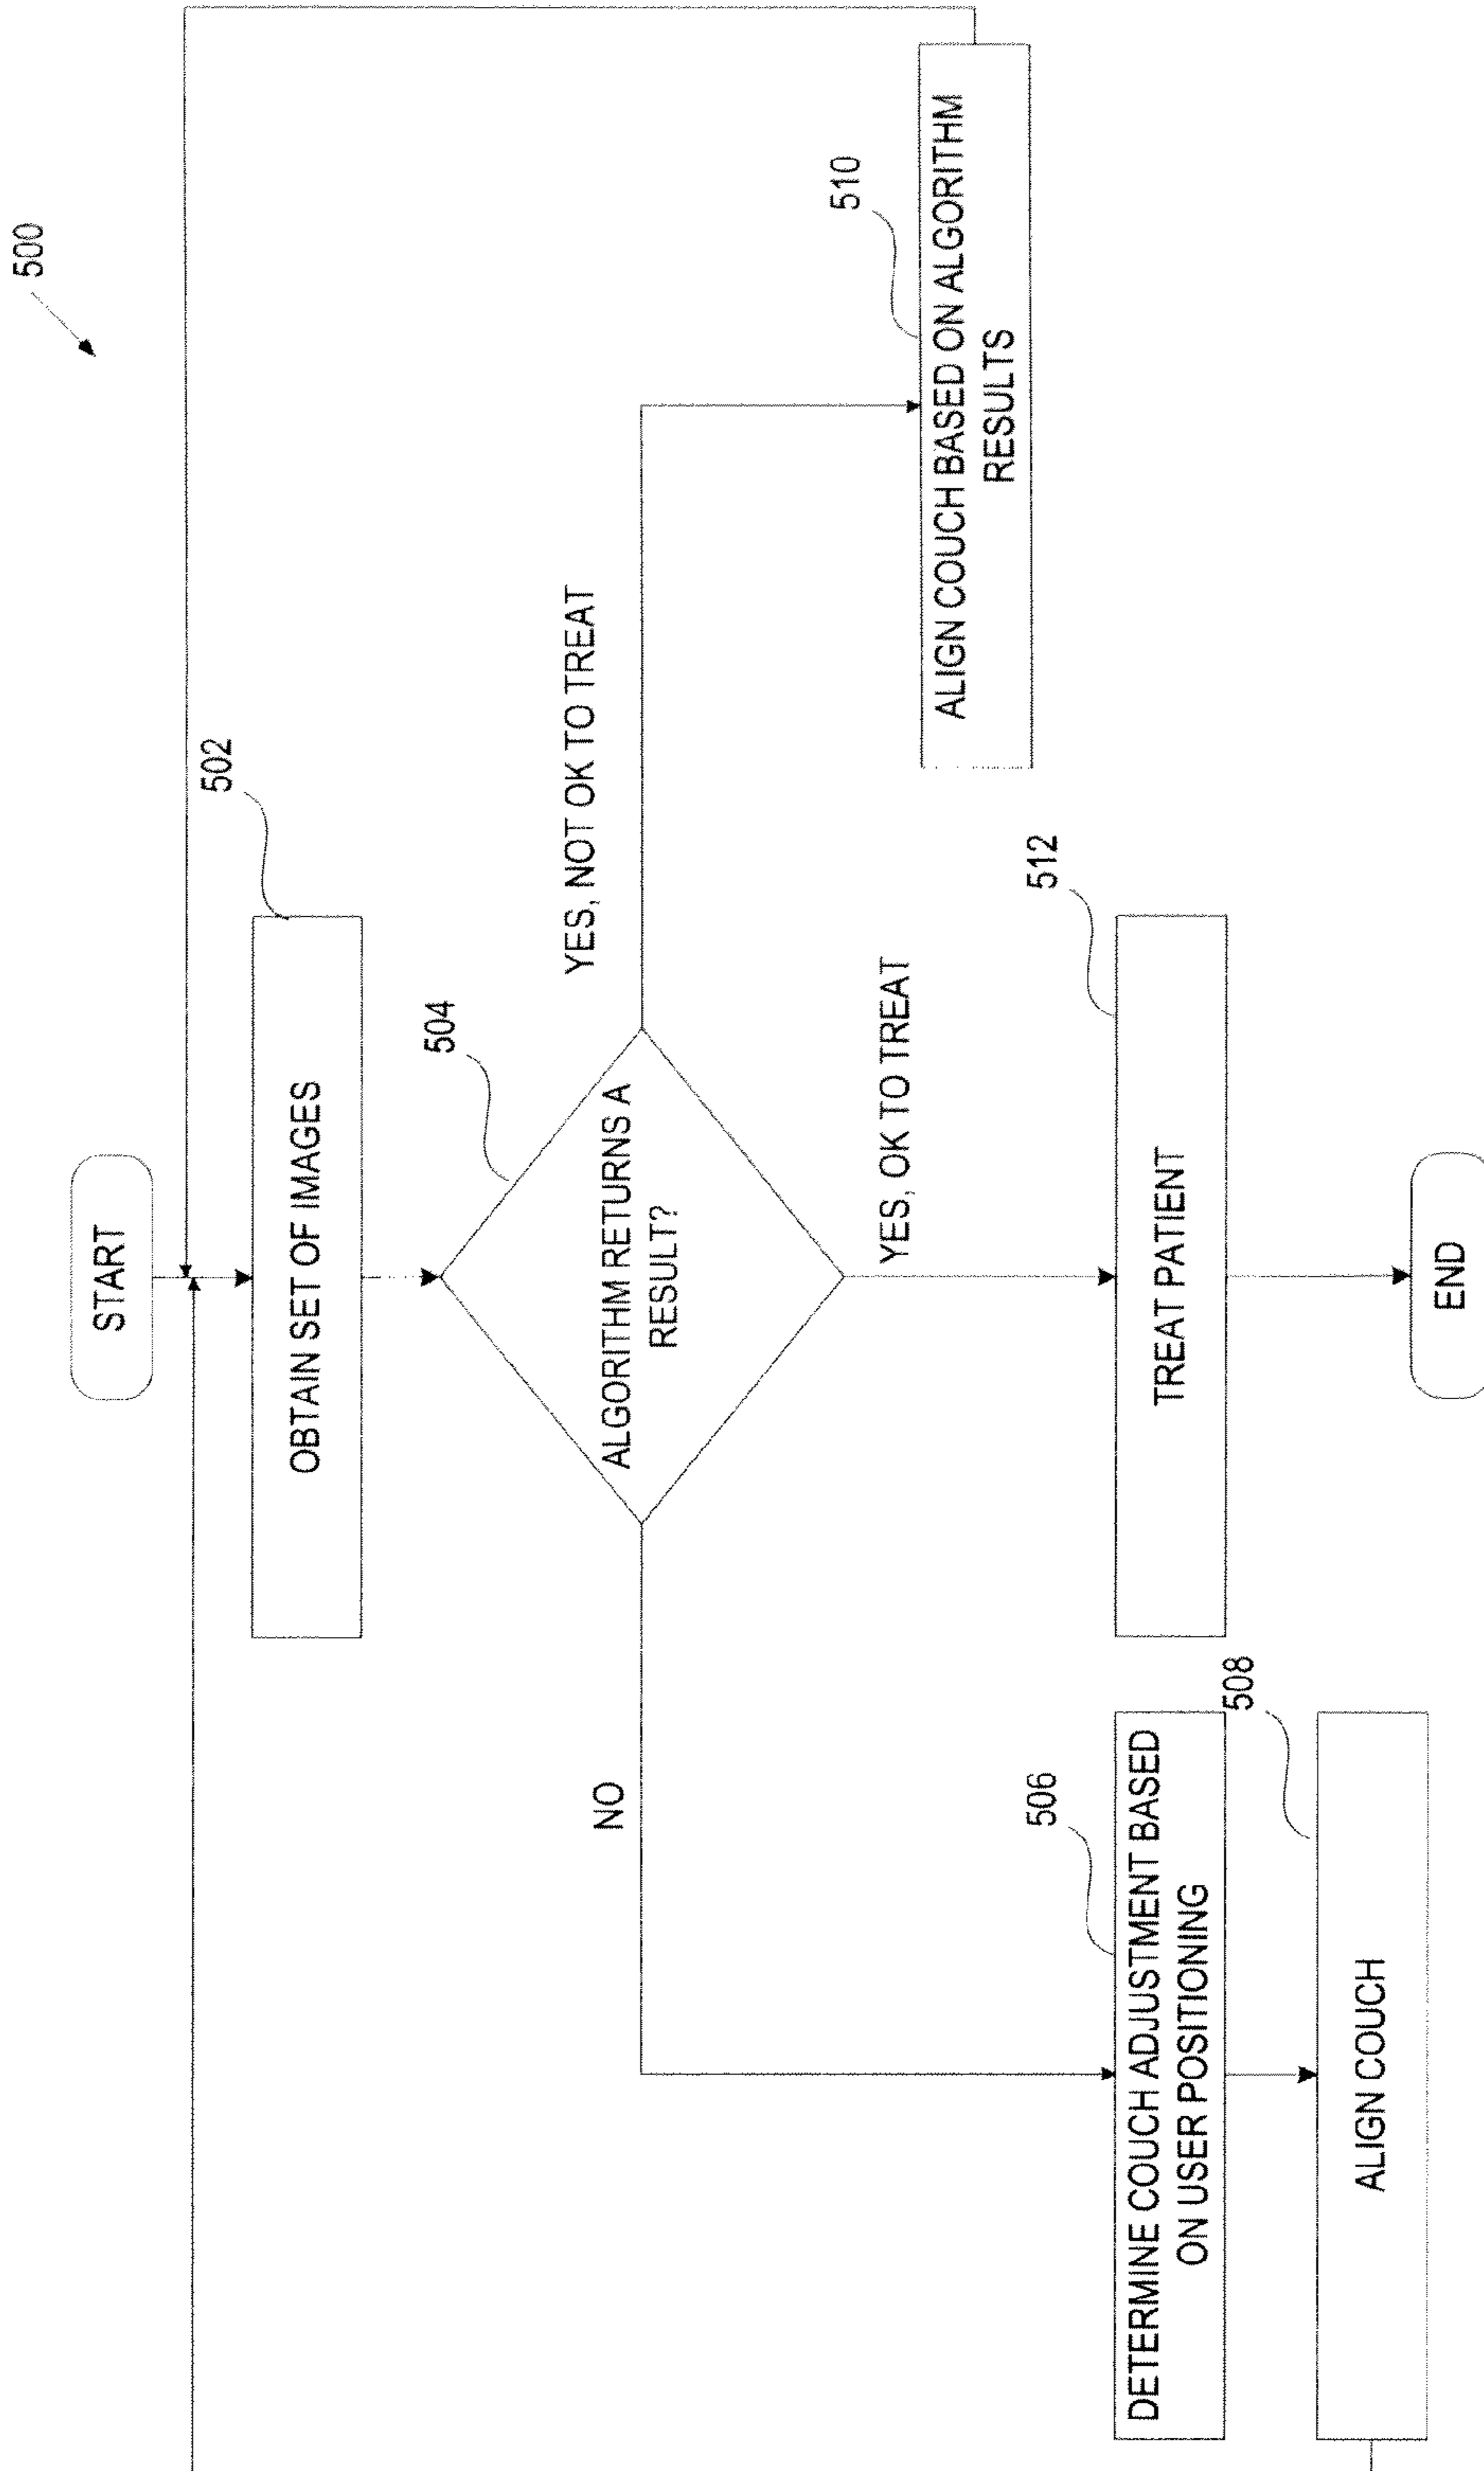 500
START
502
OBTAIN SET OF IMAGES
504
ALGORITHM RETURNS A
RESULT?
YES, NOT OK TO TREAT
NO
YES, OK TO TREAT
510
ALIGN COUCH BASED ON ALGORITHM
RESULTS
506
DETERMINE COUCH ADJUSTMENT BASED
ON USER POSITIONING
512
TREAT PATIENT
508
ALIGN COUCH
END